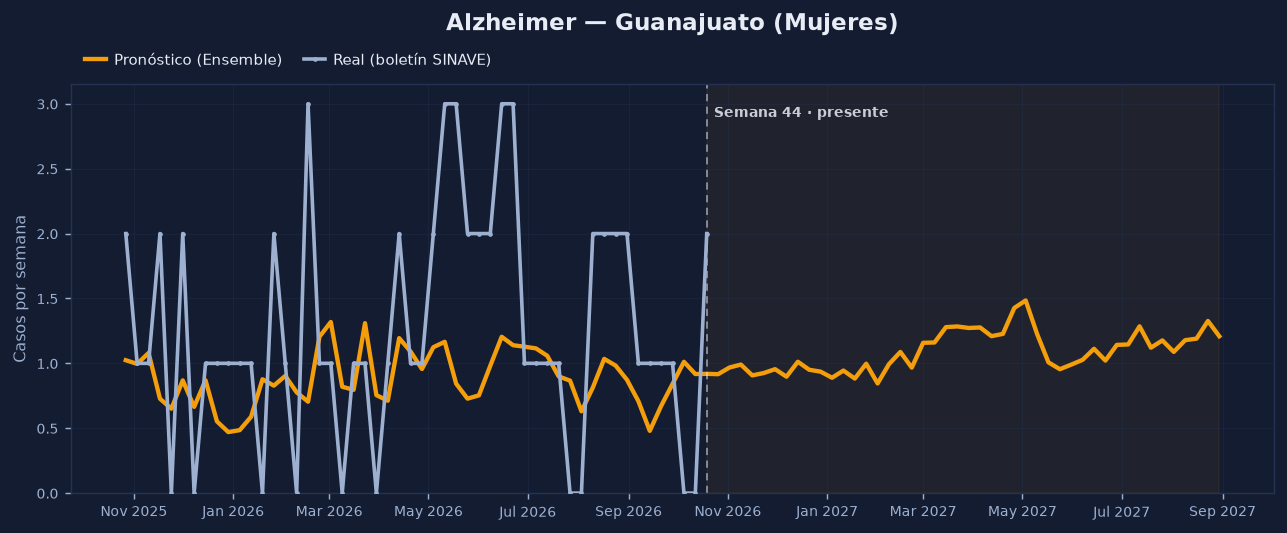 Alzheimer — Guanajuato (Mujeres)
Pronóstico (Ensemble)
Real (boletín SINAVE)
Semana 44 · presente
Casos por semana
3.0
2.5
2.0
1.5
1.0
0.5
0.0
Nov 2025
Jan 2026
Mar 2026
May 2026
Jul 2026
Sep 2026
Nov 2026
Jan 2027
Mar 2027
May 2027
Jul 2027
Sep 2027